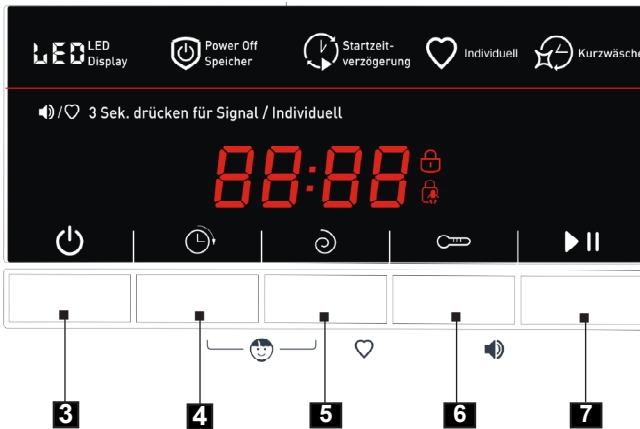 LED LED Display
Power Off Speicher
Startzeit-verzögerung
Individuell
Kurzwäsche
/ 3 Sek. drücken für Signal / Individuell
88:88
3 4 5 6 7